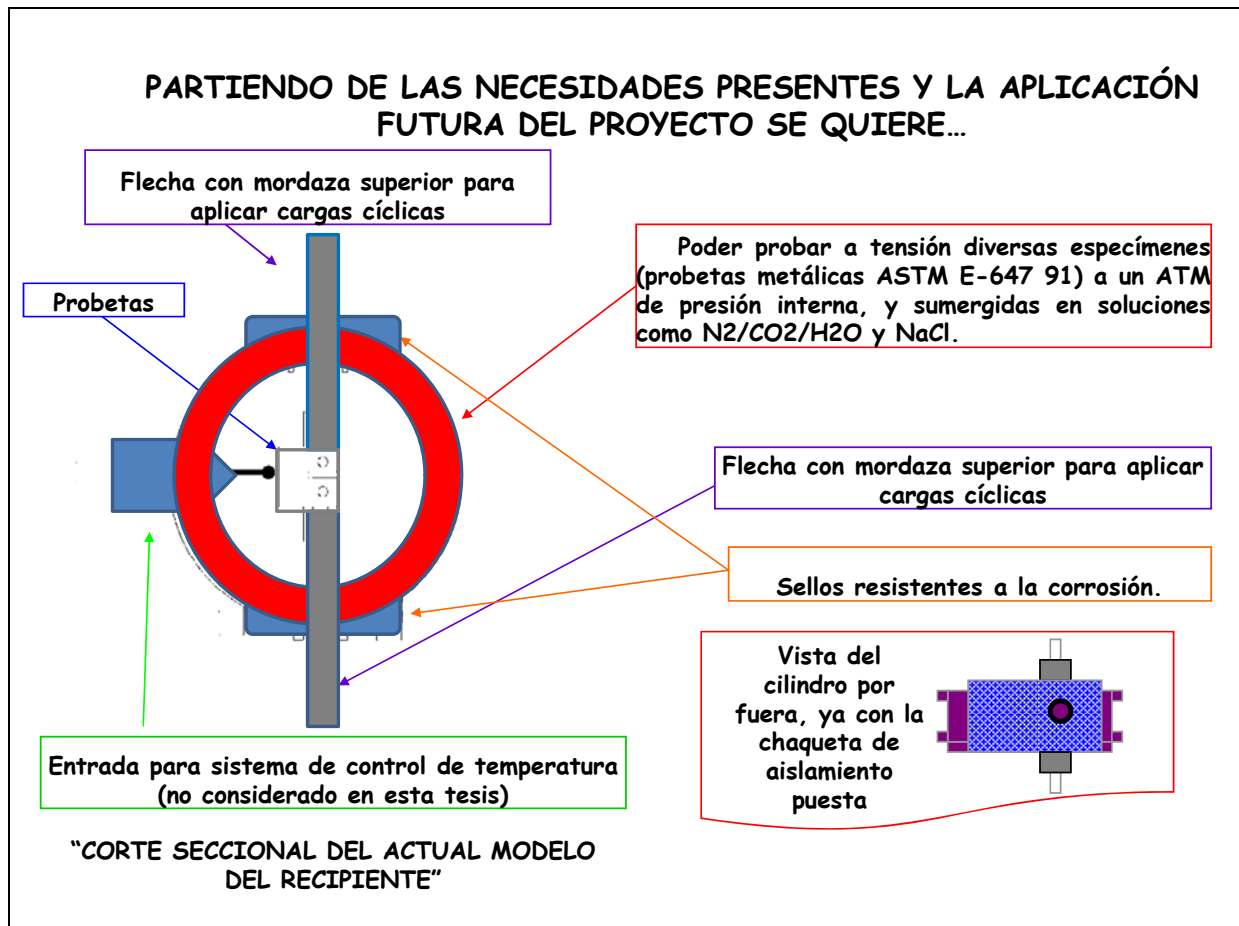 PARTIENDO DE LAS NECESIDADES PRESENTES Y LA APLICACIÓN
FUTURA DEL PROYECTO SE QUIERE…
Flecha con mordaza superior para
aplicar cargas cíclicas
Probetas
Poder probar a tensión diversas especímenes
(probetas metálicas ASTM E-647 91) a un ATM
de presión interna, y sumergidas en soluciones
como N2/CO2/H2O y NaCl.
Flecha con mordaza superior para aplicar
cargas cíclicas
Sellos resistentes a la corrosión.
Vista del
cilindro por
fuera, ya con la
chaqueta de
aislamiento
puesta
Entrada para sistema de control de temperatura
(no considerado en esta tesis)
“CORTE SECCIONAL DEL ACTUAL MODELO
DEL RECIPIENTE”